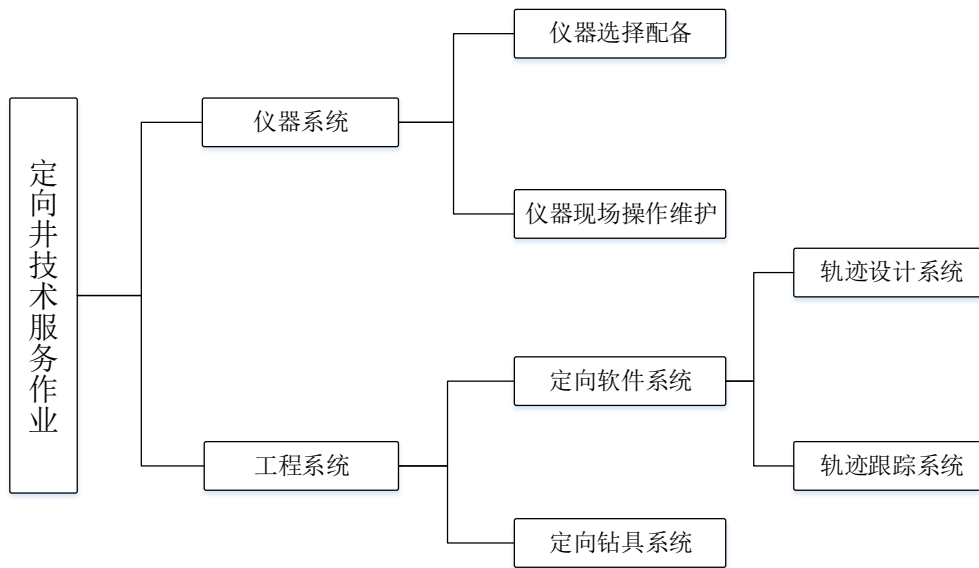 定向井技术服务作业
仪器系统
仪器选择配备
仪器现场操作维护
工程系统
定向软件系统
轨迹设计系统
轨迹跟踪系统
定向钻具系统